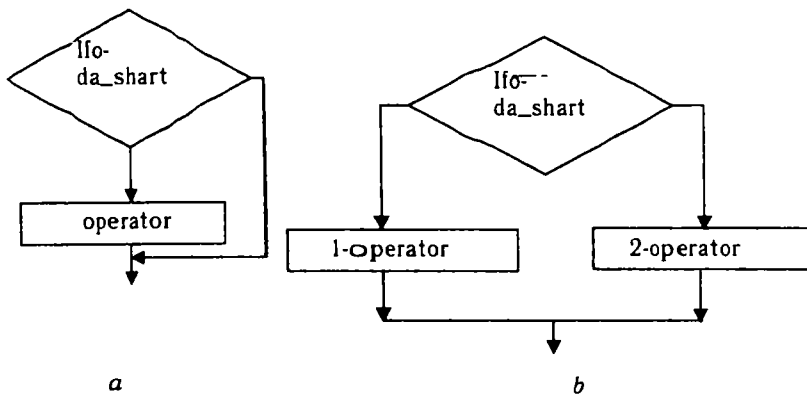 Ifo-
da_shart
operator
a
Ifo-
da_shart
1-operator
2-operator
b